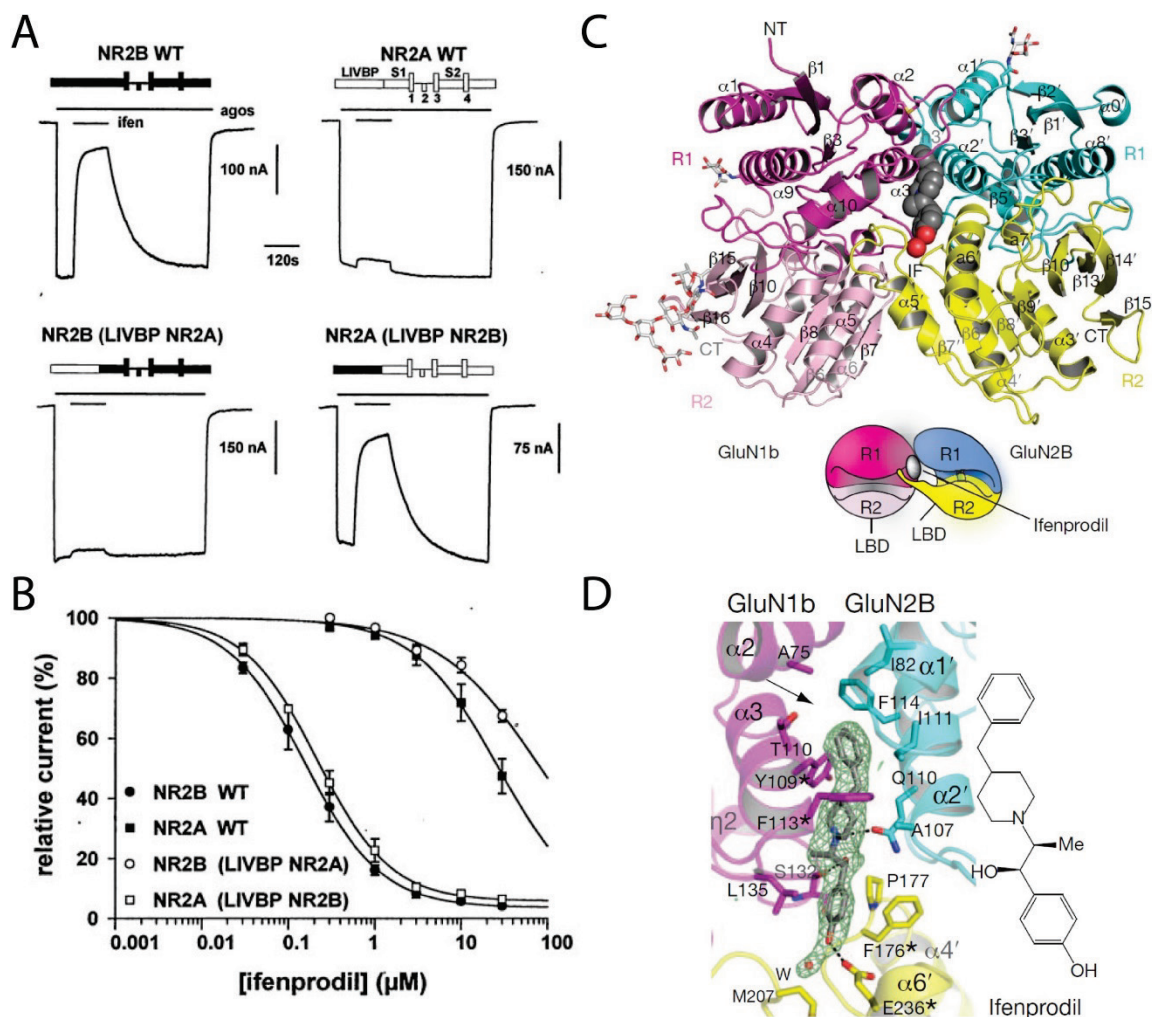 A
NR2B WT
ifen
agos
100 nA
120s
NR2A WT
LIVBP S1 S2
1 2 3 4
150 nA
NR2B (LIVBP NR2A)
150 nA
NR2A (LIVBP NR2B)
75 nA
B
relative current (%)
100
80
60
40
20
0
NR2B WT
NR2A WT
NR2B (LIVBP NR2A)
NR2A (LIVBP NR2B)
0.001 0.01 0.1 1 10 100
[ifenprodil] (µM)
C
NT
α1
β1
α2
α1′
β2′
α0′
β1′
β3′
α8′
R1
α9
α10
α3
α2′
β5′
R1
α7′
β15
β10
IF
a6′
β10
β14′
β13′
β16
α5′
β9′
β15
CT
α4
β8
α5
β7
β7′
β6′
β8′
α3′
CT
β6
α6
α4′
R2
R2
GluN1b
GluN2B
R1
R1
R2
R2
Ifenprodil
LBD
LBD
D
GluN1b GluN2B
α2
A75
I82
α1′
F114
α3
I111
T110
Y109*
Q110
α2′
η2
F113*
A107
S132
L135
P177
F176*
α4′
W
α6′
M207
E236*
N
Me
HO
OH
Ifenprodil